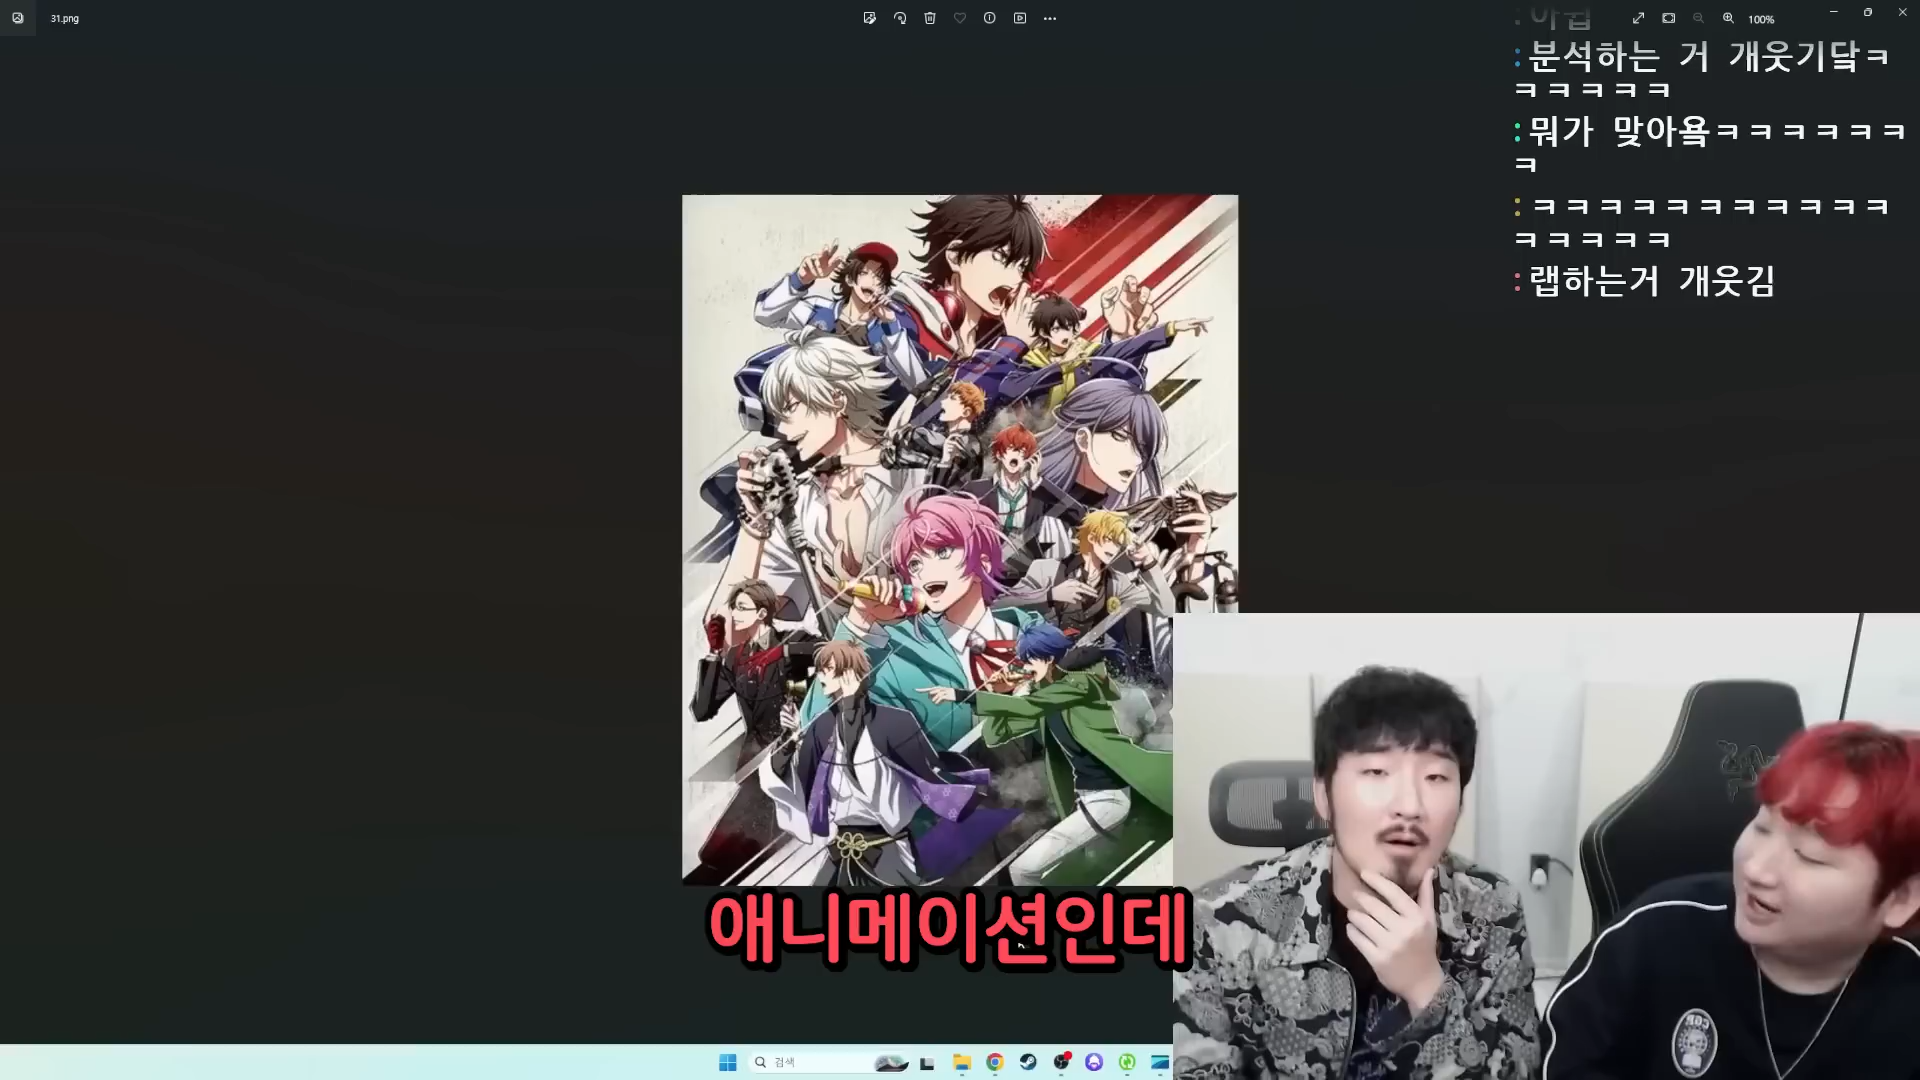 31.png
100%
: 아휩
: 분석하는 거 개웃기닼ㅋ
ㅋㅋㅋㅋㅋ
: 뭐가 맞아욬ㅋㅋㅋㅋㅋㅋ
ㅋ
: ㅋㅋㅋㅋㅋㅋㅋㅋㅋㅋㅋ
ㅋㅋㅋㅋㅋ
: 랩하는거 개웃김
애니메이션인데
검색